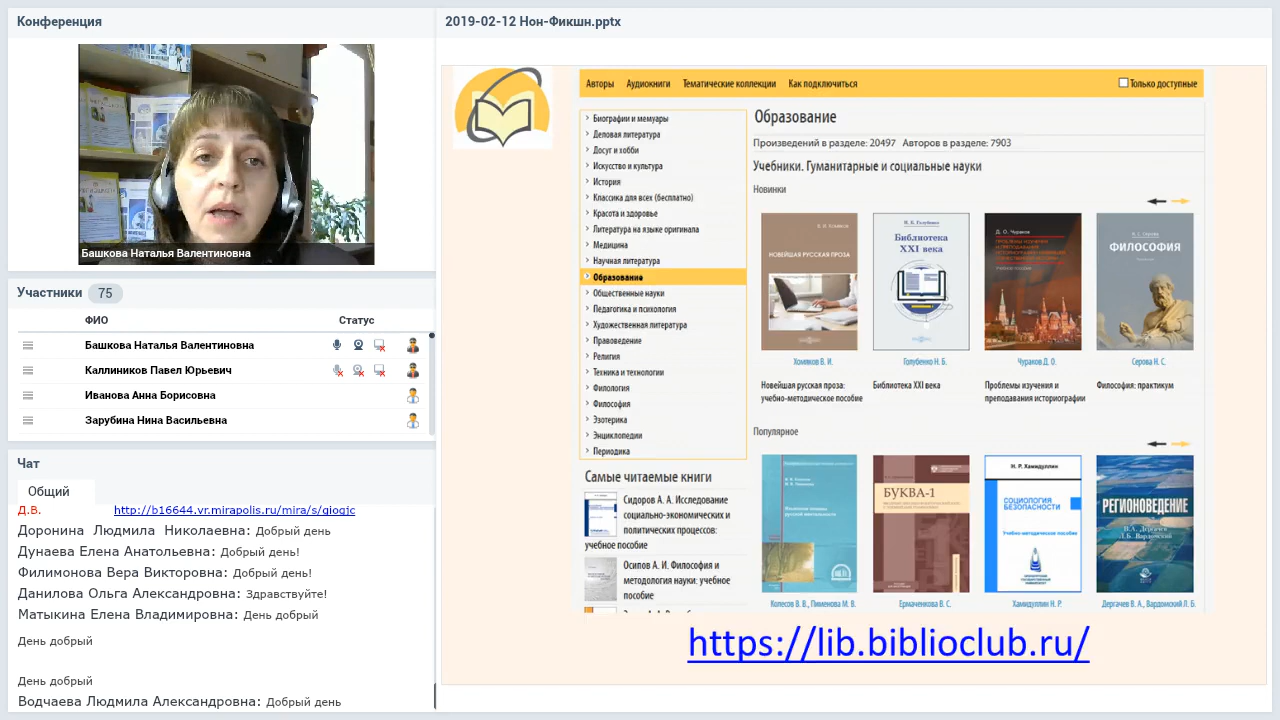 Конференция
Башкова Наталья Валентиновна
Участники 75
ФИО Статус
Башкова Наталья Валентиновна
Каллиников Павел Юрьевич
Иванова Анна Борисовна
Зарубина Нина Васильевна
Чат
Общий
Д.В. http://b16644.vr.mirapolis.ru/mira/s/qioqjc
Доронина Людмила Николаевна: Добрый день
Дунаева Елена Анатольевна: Добрый день!
Филимонова Вера Викторовна: Добрый день!
Данилова Ольга Александровна: Здравствуйте!
Матыкина Елена Владимировна: День добрый
День добрый
День добрый
Водчаева Людмила Александровна: Добрый день
2019-02-12 Нон-Фикшн.pptx
Авторы Аудиокниги Тематические коллекции Как подключиться Только доступные
Биографии и мемуары
Деловая литература
Досуг и хобби
Искусство и культура
История
Классика для всех (бесплатно)
Красота и здоровье
Литература на языке оригинала
Медицина
Научная литература
Образование
Общественные науки
Педагогика и психология
Художественная литература
Правоведение
Религия
Техника и технологии
Филология
Философия
Эзотерика
Энциклопедии
Периодика
Самые читаемые книги
Сидоров А. А. Исследование
социально-экономических и
политических процессов:
учебное пособие
Осипов А. И. Философия и
методология науки: учебное
пособие
Образование
Произведений в разделе: 20497 Авторов в разделе: 7903
Учебники. Гуманитарные и социальные науки
Новинки
НОВЕЙШАЯ РУССКАЯ ПРОЗА
Н. Б. Голубенко
Библиотека
XXI века
Д. О. Чураков
ФИЛОСОФИЯ
Хомяков В. И. Голубенко Н. Б. Чураков Д. О. Серова Н. С.
Новейшая русская проза: Библиотека XXI века Проблемы изучения и Философия: практикум
учебно-методическое пособие преподавания историографии
Популярное
БУКВА-1
Н. Р. Хамидуллин
СОЦИОЛОГИЯ
БЕЗОПАСНОСТИ
Учебно-методическое пособие
РЕГИОНОВЕДЕНИЕ
В.А. Дергачев
Л.Б. Вардомский
Колесов В. В., Пименова М. В. Ермаченкова В. С. Хамидуллин Н. Р. Дергачев В. А., Вардомский Л. Б.
https://lib.biblioclub.ru/